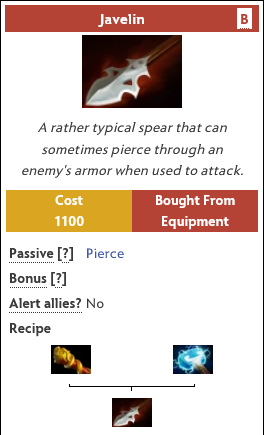 Javelin B
A rather typical spear that can
sometimes pierce through an
enemy's armor when used to attack.
Cost Bought From
1100 Equipment
Passive [?] Pierce
Bonus [?]
Alert allies? No
Recipe